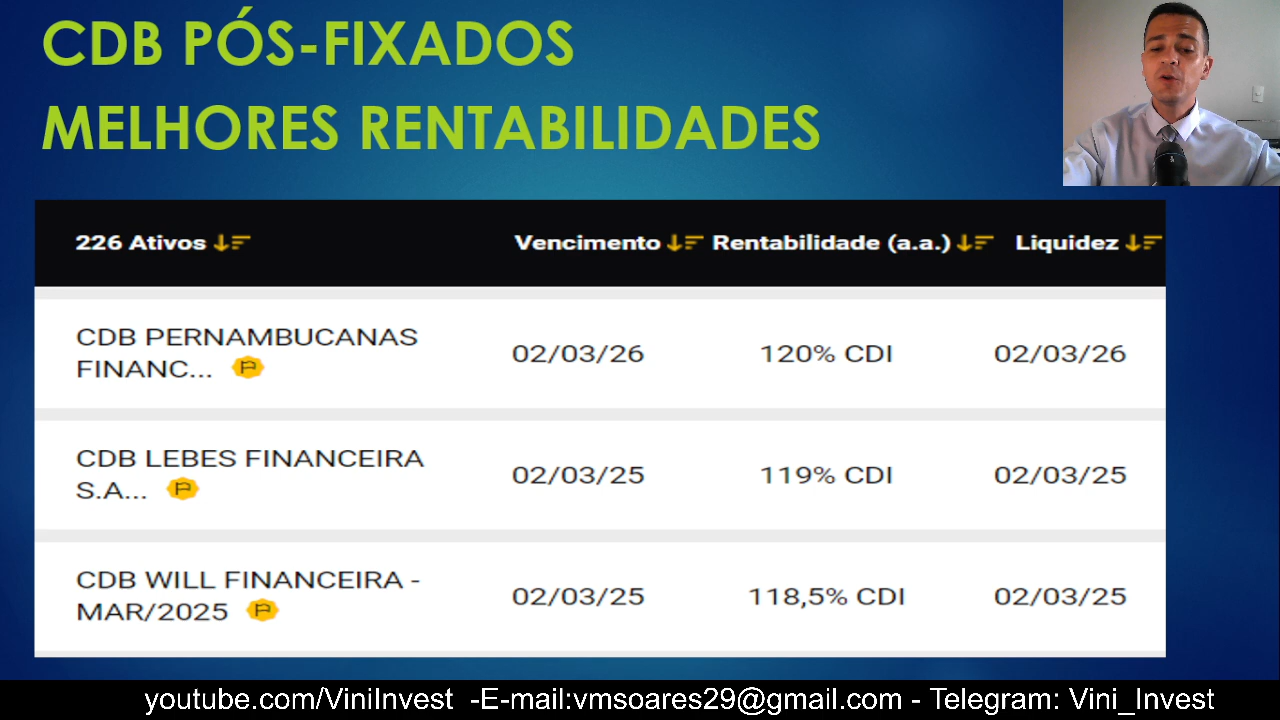 CDB PÓS-FIXADOS
MELHORES RENTABILIDADES
226 Ativos Vencimento Rentabilidade (a.a.) Liquidez
CDB PERNAMBUCANAS
FINANC... 02/03/26 120% CDI 02/03/26
CDB LEBES FINANCEIRA
S.A... 02/03/25 119% CDI 02/03/25
CDB WILL FINANCEIRA -
MAR/2025 02/03/25 118,5% CDI 02/03/25
youtube.com/ViniInvest -E-mail:vmsoares29@gmail.com - Telegram: Vini_Invest